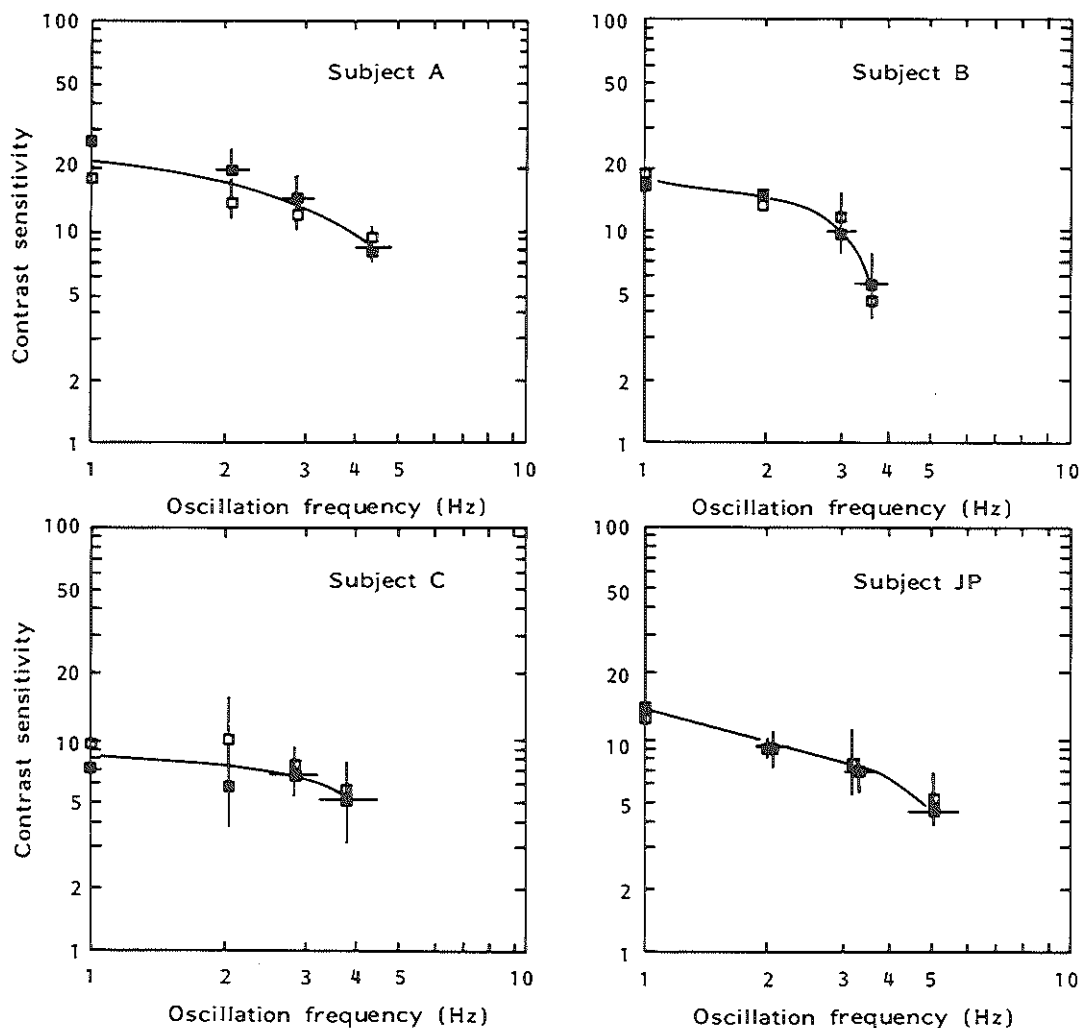 Subject A
100
50
20
10
5
2
1
Contrast sensitivity
1 2 3 4 5 10
Oscillation frequency (Hz)
Subject B
100
50
20
10
5
2
1
1 2 3 4 5 10
Oscillation frequency (Hz)
Subject C
100
50
20
10
5
2
1
Contrast sensitivity
1 2 3 4 5 10
Oscillation frequency (Hz)
Subject JP
100
50
20
10
5
2
1
1 2 3 4 5 10
Oscillation frequency (Hz)